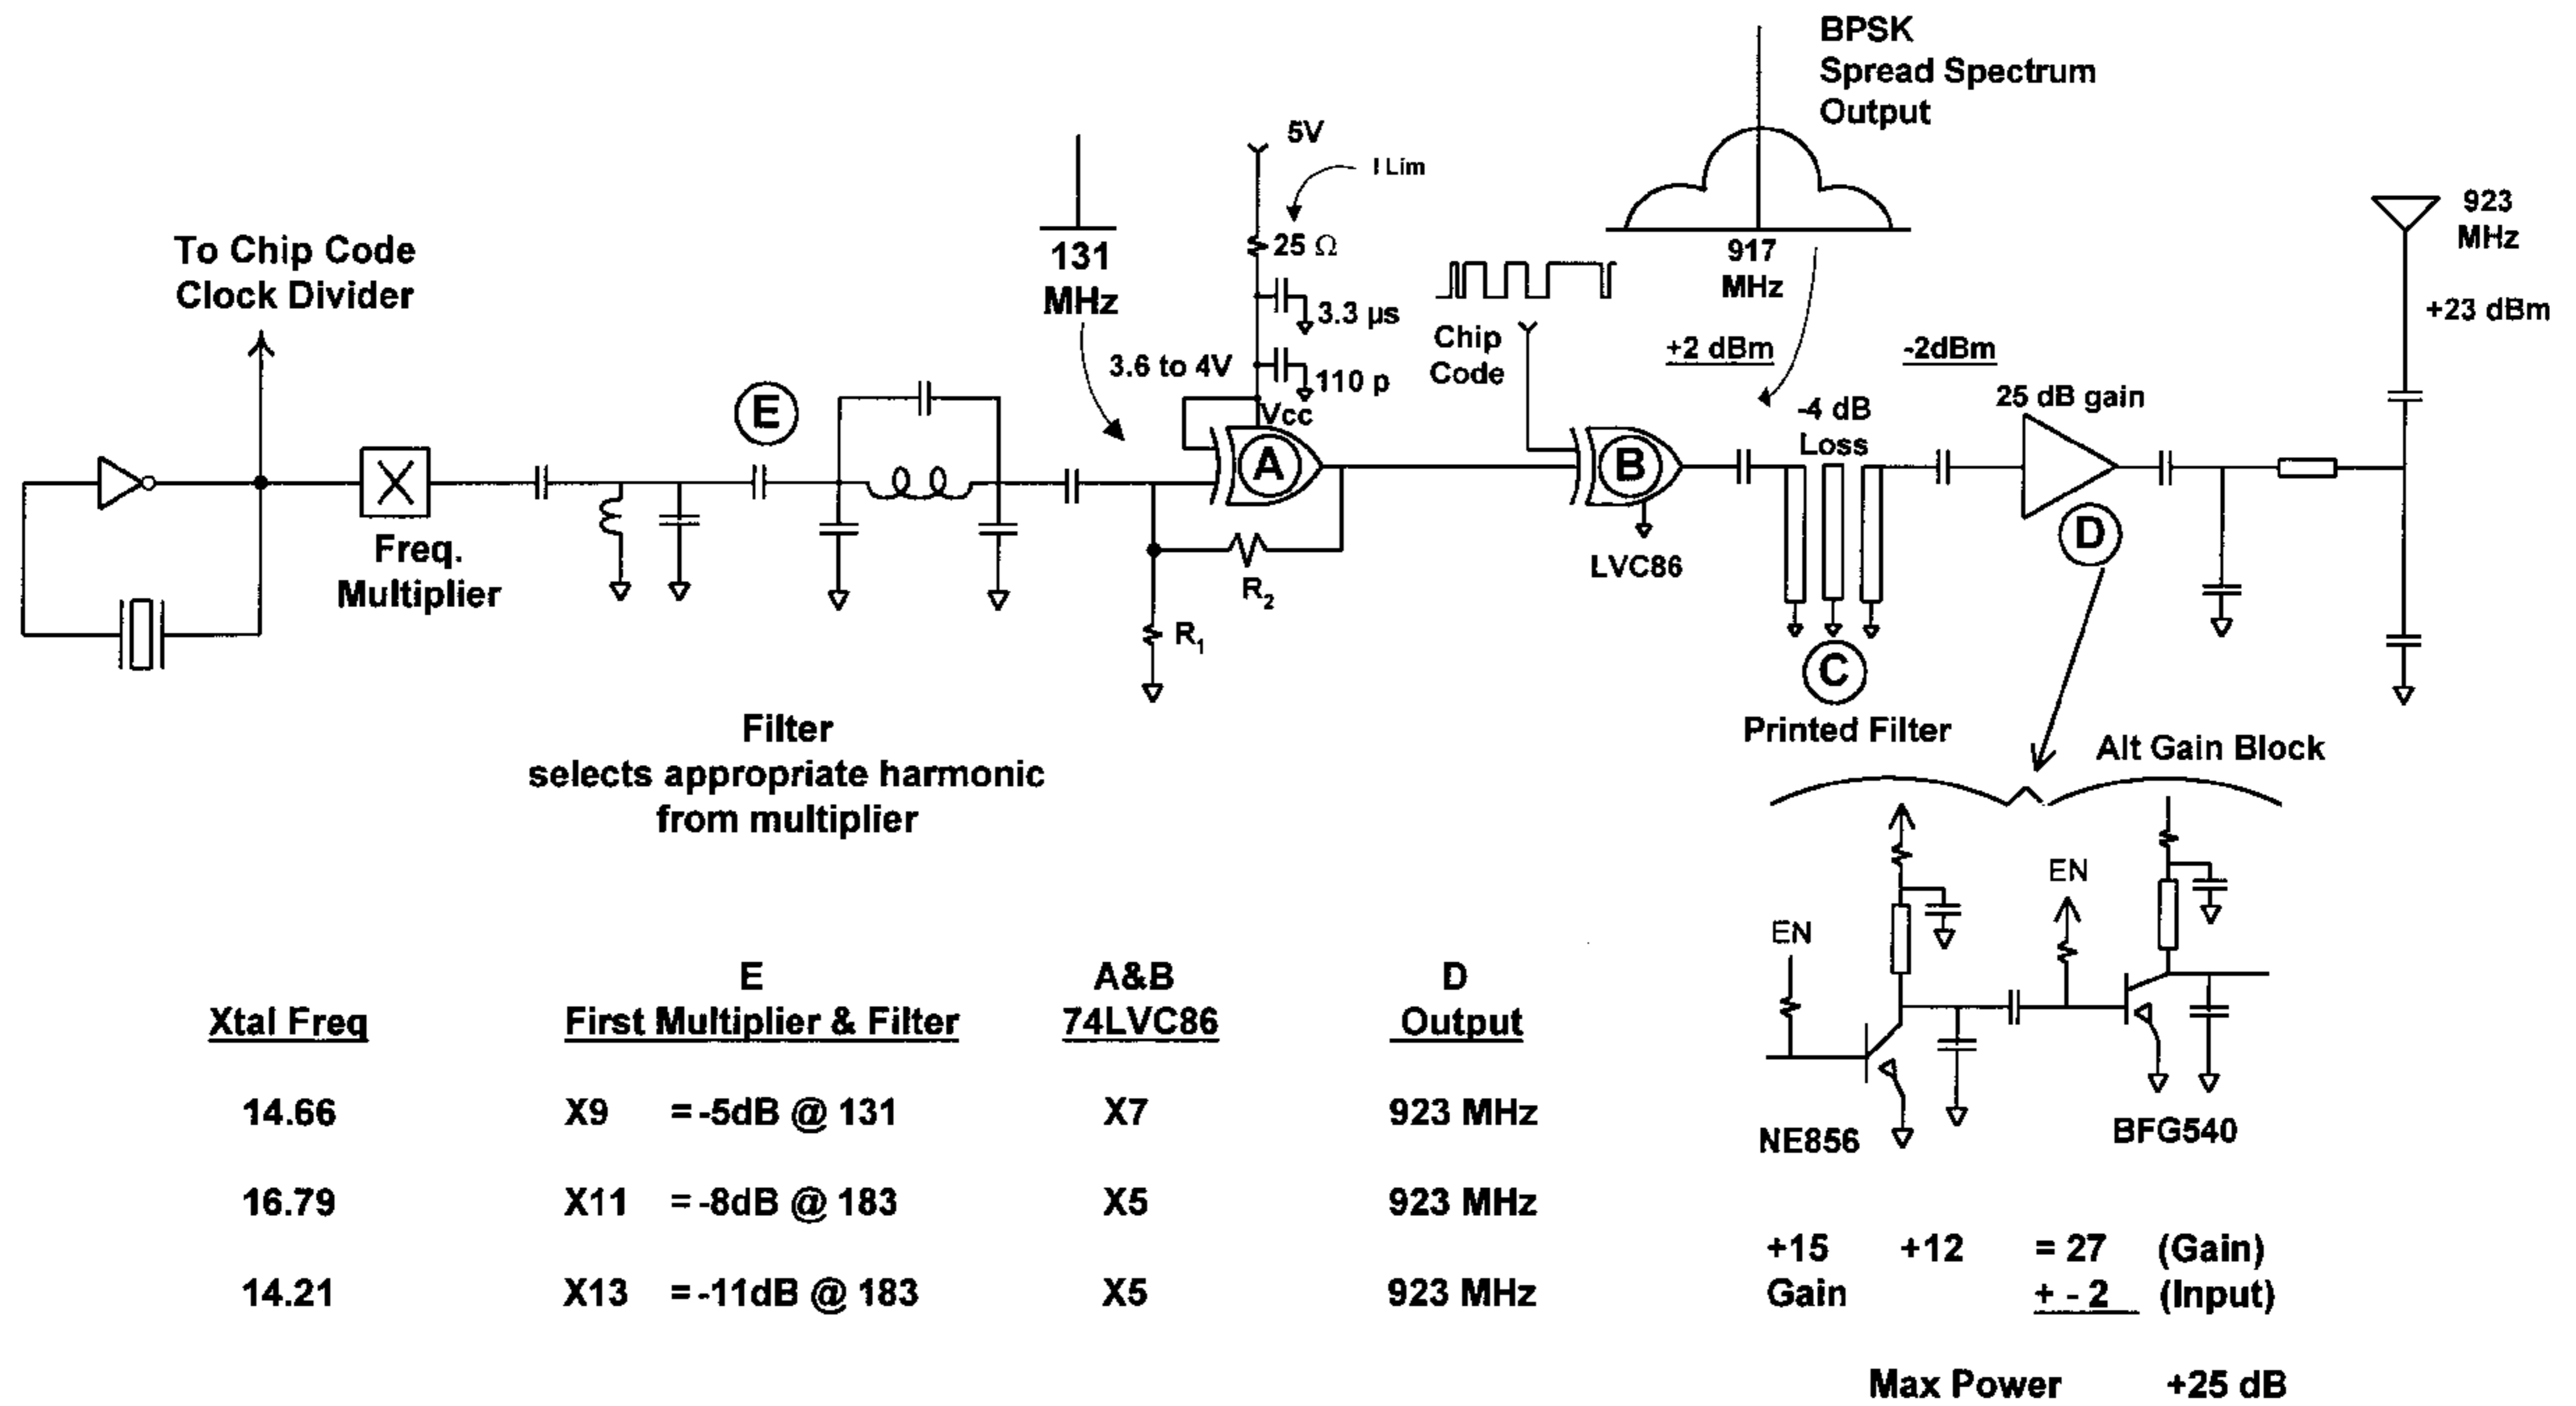 BPSK
Spread Spectrum
Output
5V
I Lim
923
MHz
To Chip Code
Clock Divider
131
MHz
25 Ω
917
MHz
+23 dBm
3.3 µs
Chip
Code
+2 dBm
-2dBm
3.6 to 4V
110 p
25 dB gain
E
Vcc
-4 dB
Loss
A
B
D
Freq.
Multiplier
LVC86
R2
R1
C
Printed Filter
Filter
selects appropriate harmonic
from multiplier
Alt Gain Block
EN
EN
NE856
BFG540
E
A&B
D
Xtal Freq
First Multiplier & Filter
74LVC86
Output
14.66 X9 = -5dB @ 131 X7 923 MHz
16.79 X11 = -8dB @ 183 X5 923 MHz
14.21 X13 = -11dB @ 183 X5 923 MHz
+15 +12 = 27 (Gain)
Gain + - 2 (Input)
Max Power +25 dB